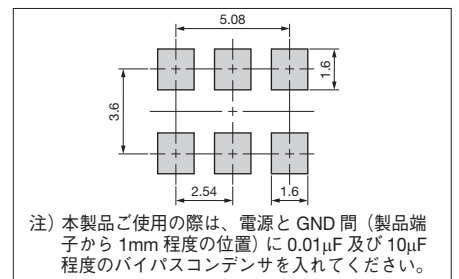 5.08
1.6
3.6
2.54
1.6
注）本製品ご使用の際は、電源と GND 間（製品端
子から 1mm 程度の位置）に 0.01μF 及び 10μF
程度のバイパスコンデンサを入れてください。